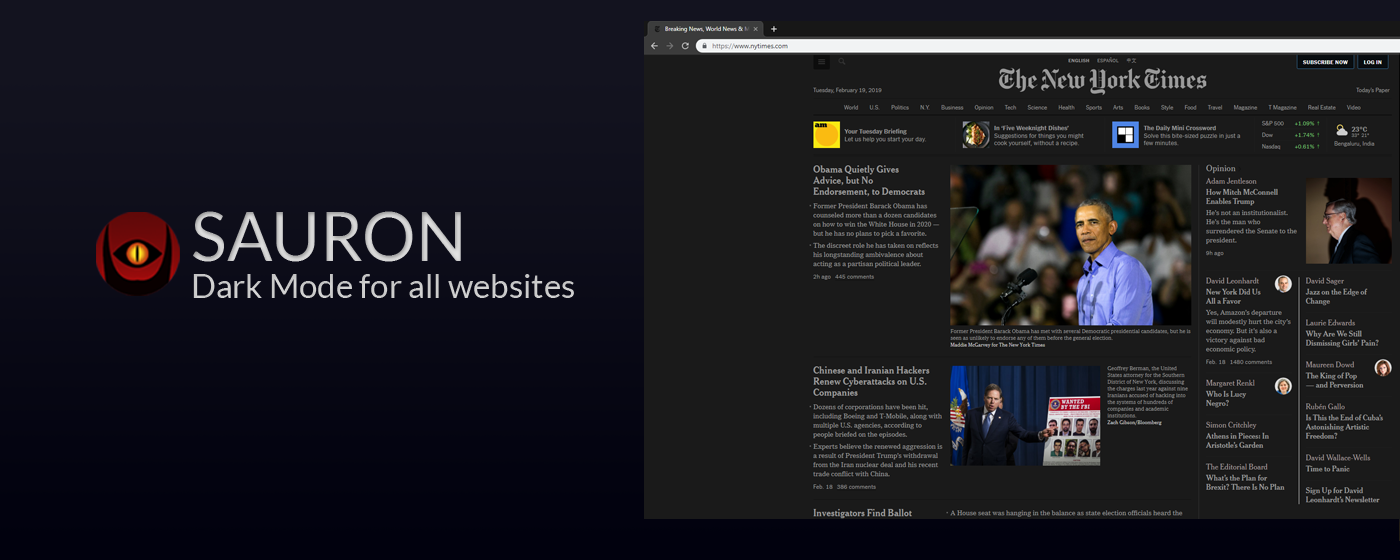 SAURON
Dark Mode for all websites
Breaking News, World News & M
https://www.nytimes.com
ENGLISH ESPAÑOL 中文
SUBSCRIBE NOW LOG IN
The New York Times
Tuesday, February 19, 2019
Today's Paper
World U.S. Politics N.Y. Business Opinion Tech Science Health Sports Arts Books Style Food Travel Magazine T Magazine Real Estate Video
am
Your Tuesday Briefing
Let us help you start your day.
In 'Five Weeknight Dishes'
Suggestions for things you might
cook yourself, without a recipe.
The Daily Mini Crossword
Solve this bite-sized puzzle in just a
few minutes.
S&P 500 +1.09% ↑
Dow +1.74% ↑
Nasdaq +0.61% ↑
23°C
33° 21°
Bengaluru, India
Obama Quietly Gives
Advice, but No
Endorsement, to Democrats
Former President Barack Obama has
counseled more than a dozen candidates
on how to win the White House in 2020 —
but he has no plans to pick a favorite.
The discreet role he has taken on reflects
his longstanding ambivalence about
acting as a partisan political leader.
2h ago 445 comments
Former President Barack Obama has met with several Democratic presidential candidates, but he is
seen as unlikely to endorse any of them before the general election.
Maddie McGarvey for The New York Times
Chinese and Iranian Hackers
Renew Cyberattacks on U.S.
Companies
Dozens of corporations have been hit,
including Boeing and T-Mobile, along with
multiple U.S. agencies, according to
people briefed on the episodes.
Experts believe the renewed aggression is
a result of President Trump's withdrawal
from the Iran nuclear deal and his recent
trade conflict with China.
Feb. 18 386 comments
WANTED
BY THE FBI
Geoffrey Berman, the United
States attorney for the Southern
District of New York, discussing
the charges last year against nine
Iranians accused of hacking into
the systems of hundreds of
companies and academic
institutions.
Zach Gibson/Bloomberg
Investigators Find Ballot
A House seat was hanging in the balance as state election officials heard the
Opinion
Adam Jentleson
How Mitch McConnell
Enables Trump
He's not an institutionalist.
He's the man who
surrendered the Senate to the
president.
9h ago
David Leonhardt
New York Did Us
All a Favor
Yes, Amazon's departure
will modestly hurt the city's
economy. But it's also a
victory against bad
economic policy.
Feb. 18 1480 comments
Margaret Renkl
Who Is Lucy
Negro?
Simon Critchley
Athens in Pieces: In
Aristotle's Garden
The Editorial Board
What's the Plan for
Brexit? There Is No Plan
David Sager
Jazz on the Edge of
Change
Laurie Edwards
Why Are We Still
Dismissing Girls' Pain?
Maureen Dowd
The King of Pop
— and Perversion
Rubén Gallo
Is This the End of Cuba's
Astonishing Artistic
Freedom?
David Wallace-Wells
Time to Panic
Sign Up for David
Leonhardt's Newsletter